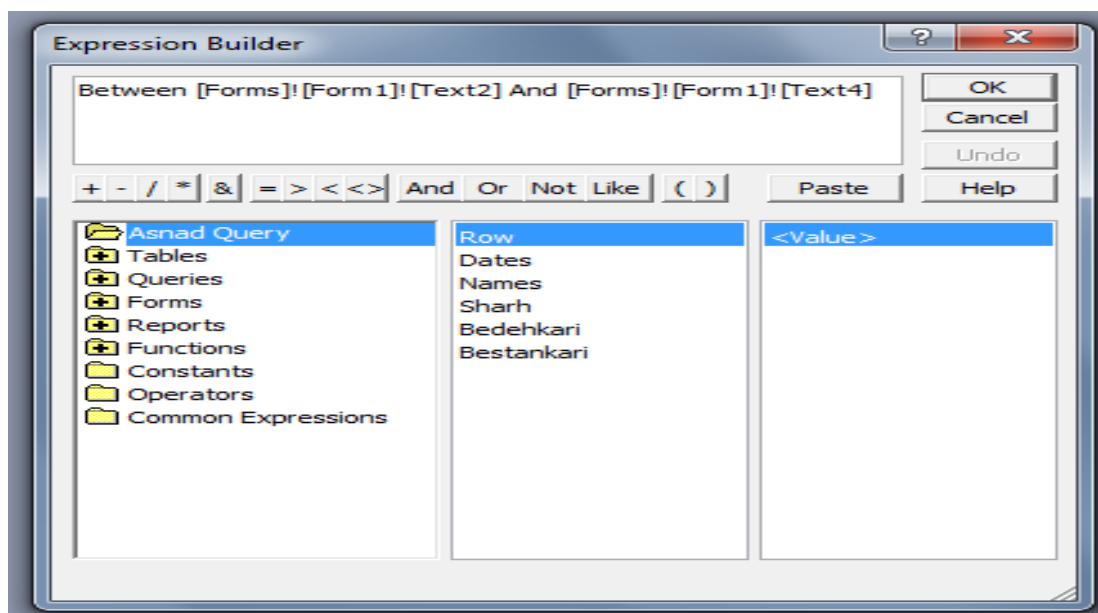 Expression Builder
Between [Forms]![Form1]![Text2] And [Forms]![Form1]![Text4]
OK
Cancel
Undo
+ - / * & = > < <> And Or Not Like ( ) Paste Help
Asnad Query
Tables
Queries
Forms
Reports
Functions
Constants
Operators
Common Expressions
Row
Dates
Names
Sharh
Bedehkari
Bestankari
<Value>